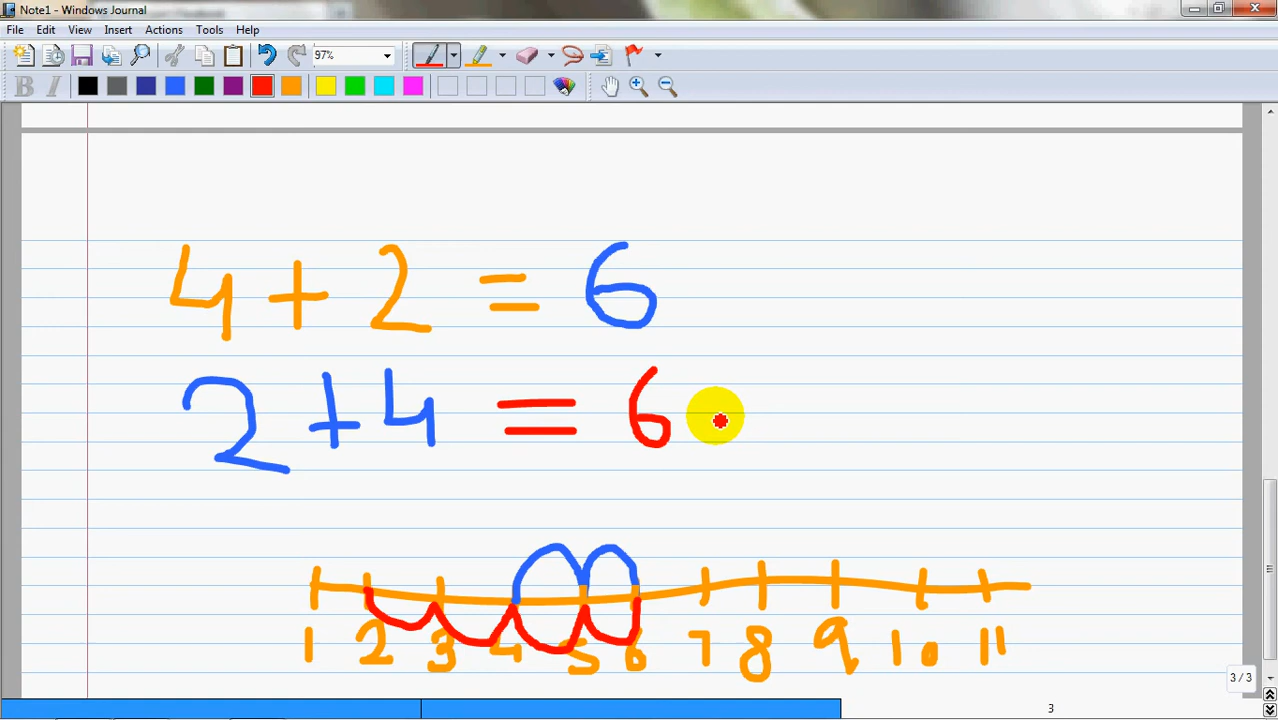 Note1 - Windows Journal
File Edit View Insert Actions Tools Help
97%
B I
4 + 2 = 6
2 + 4 = 6
1 2 3 4 5 6 7 8 9 10 11
3 / 3
3